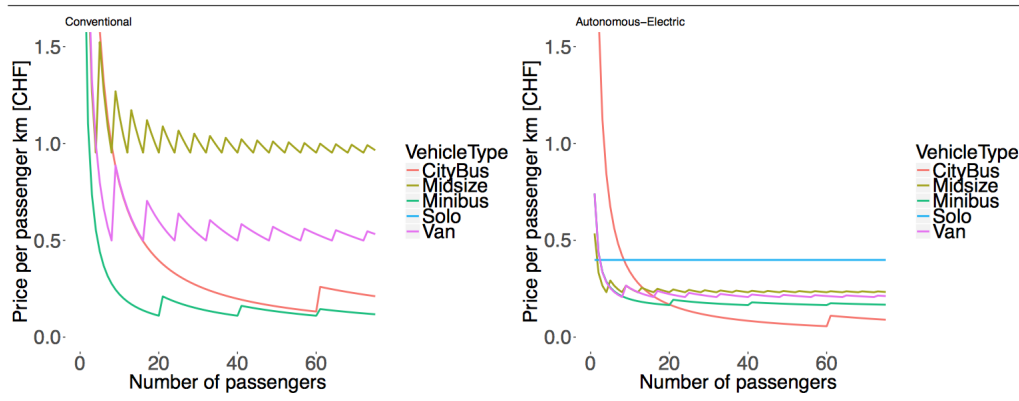 Conventional
Price per passenger km [CHF]
1.5
1.0
0.5
0.0
0
20
40
60
Number of passengers
VehicleType
CityBus
Midsize
Minibus
Solo
Van
Autonomous−Electric
Price per passenger km [CHF]
1.5
1.0
0.5
0.0
0
20
40
60
Number of passengers
VehicleType
CityBus
Midsize
Minibus
Solo
Van